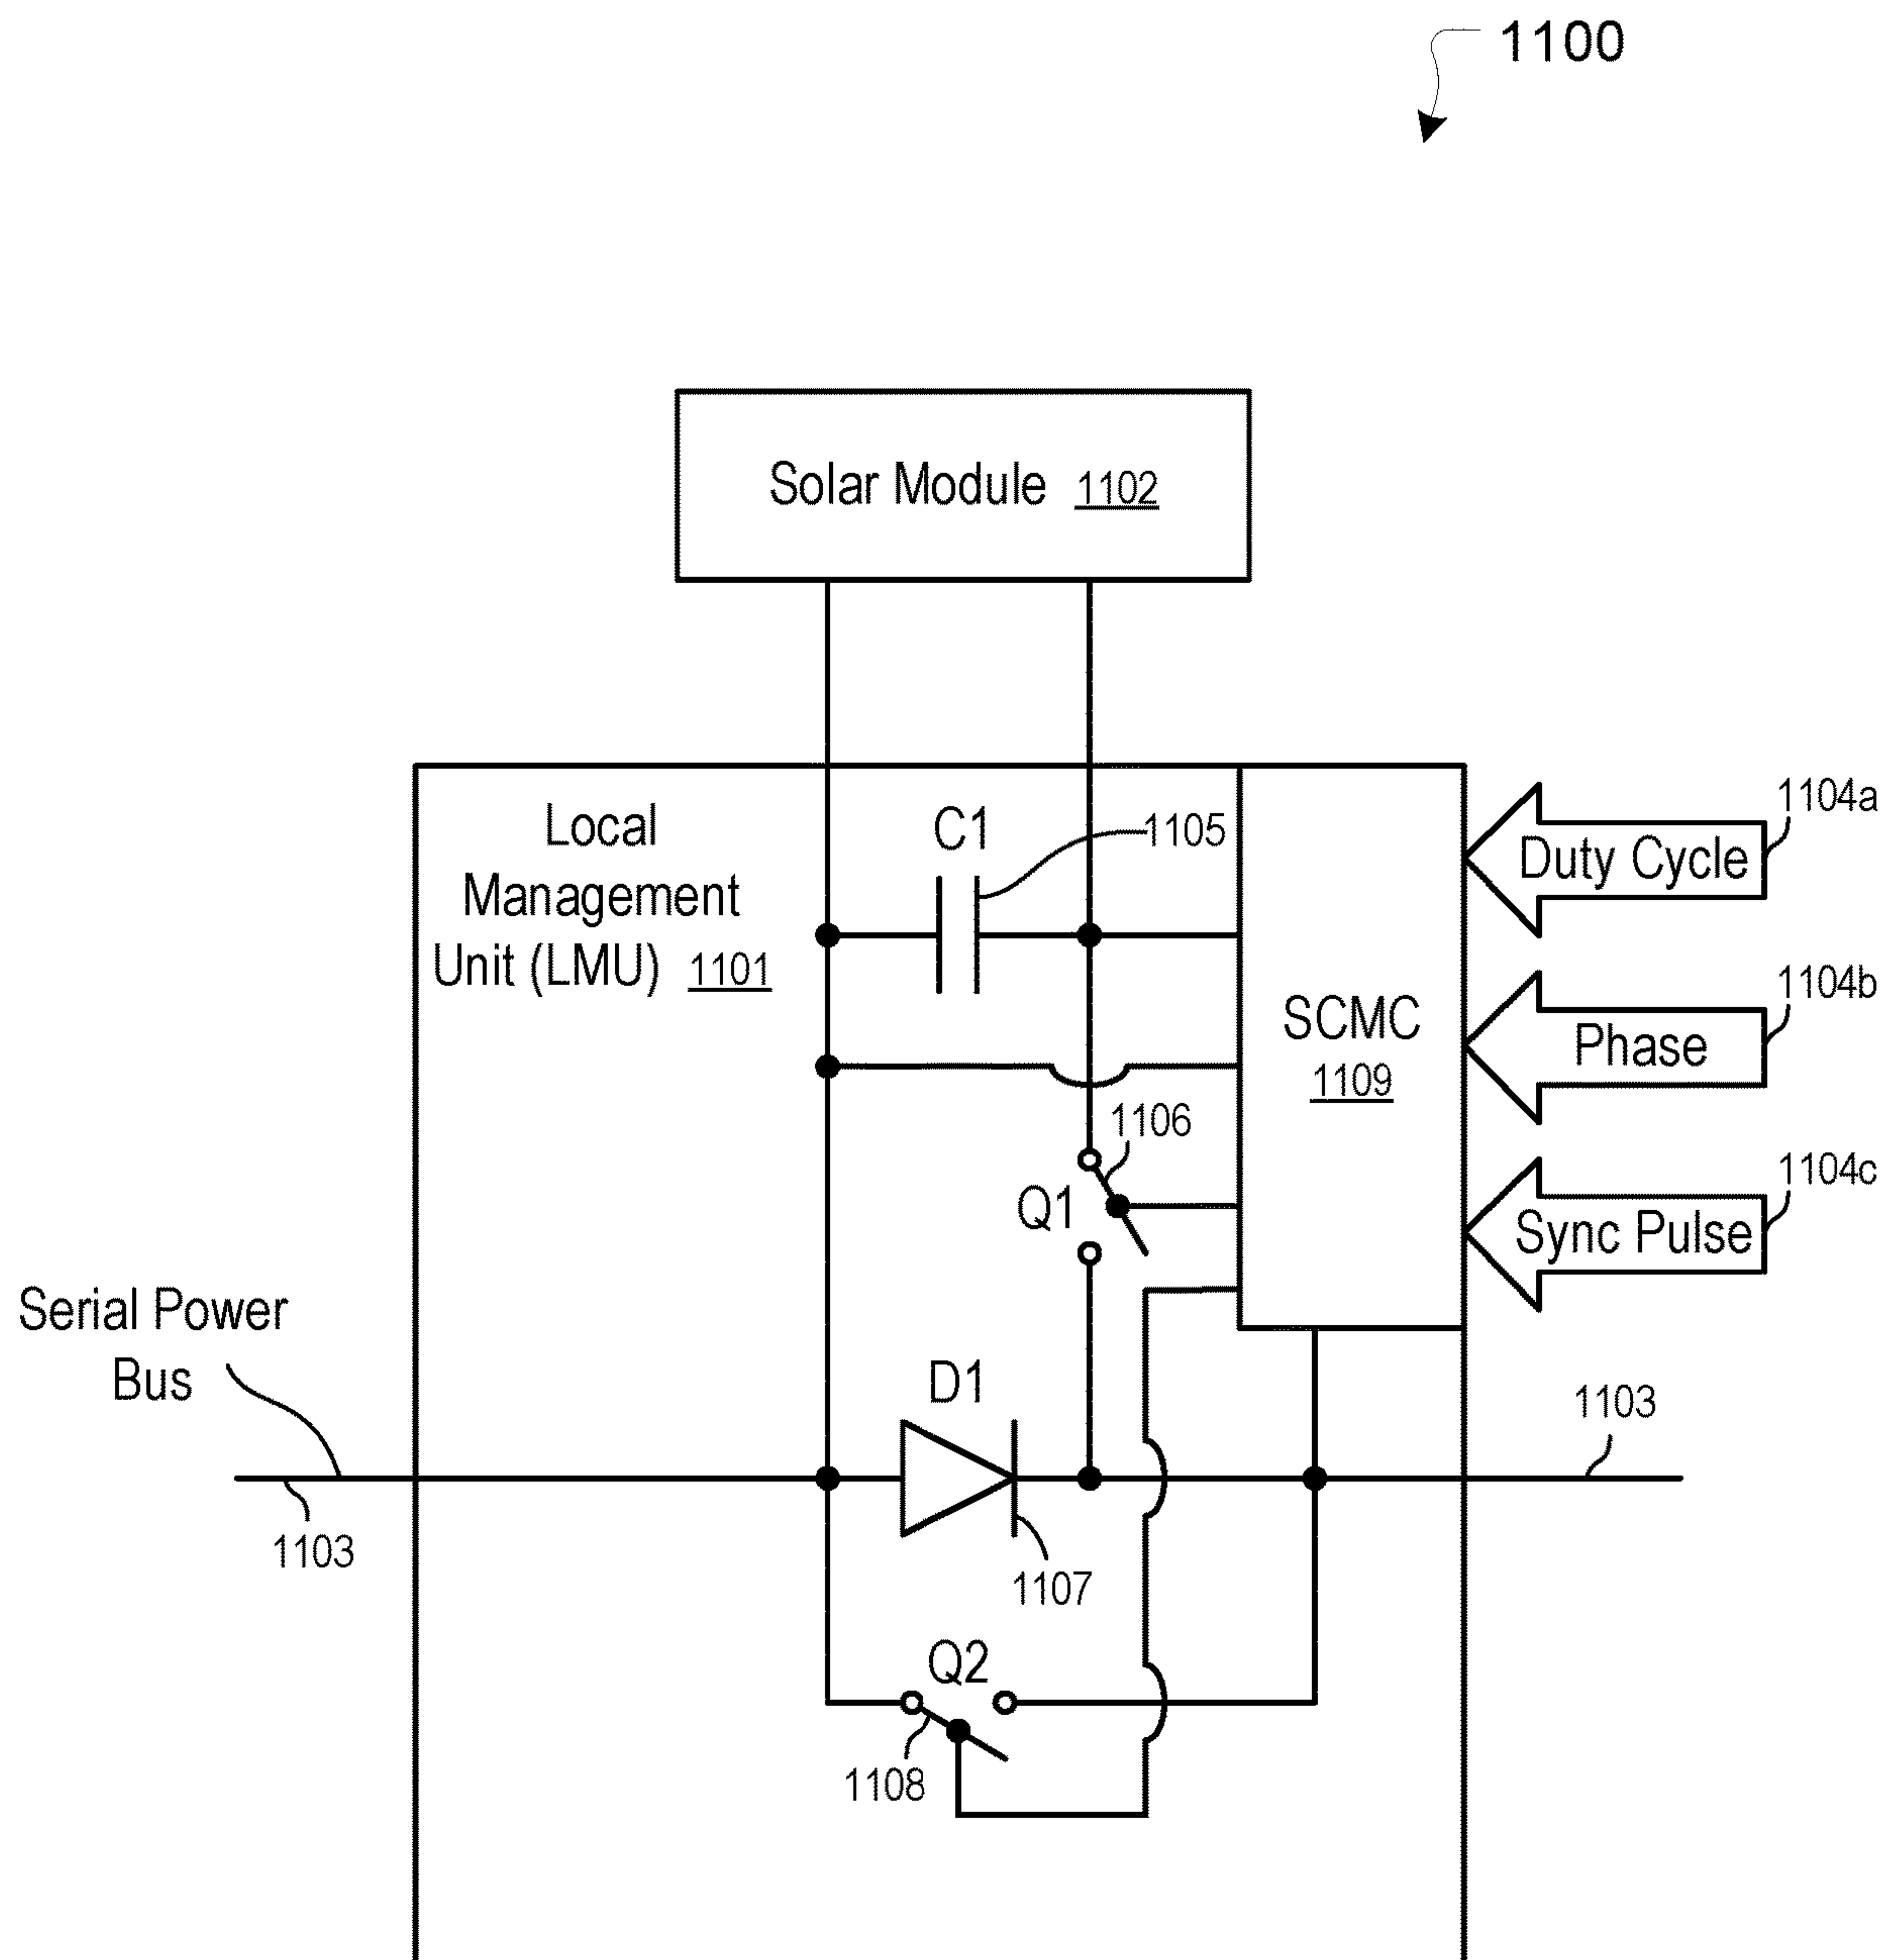 1100
Solar Module 1102
Local
Management
Unit (LMU) 1101
C1
1105
1104a
Duty Cycle
1104b
Phase
SCMC
1109
1106
Q1
1104c
Sync Pulse
Serial Power
Bus
D1
1103
1103
1107
Q2
1108